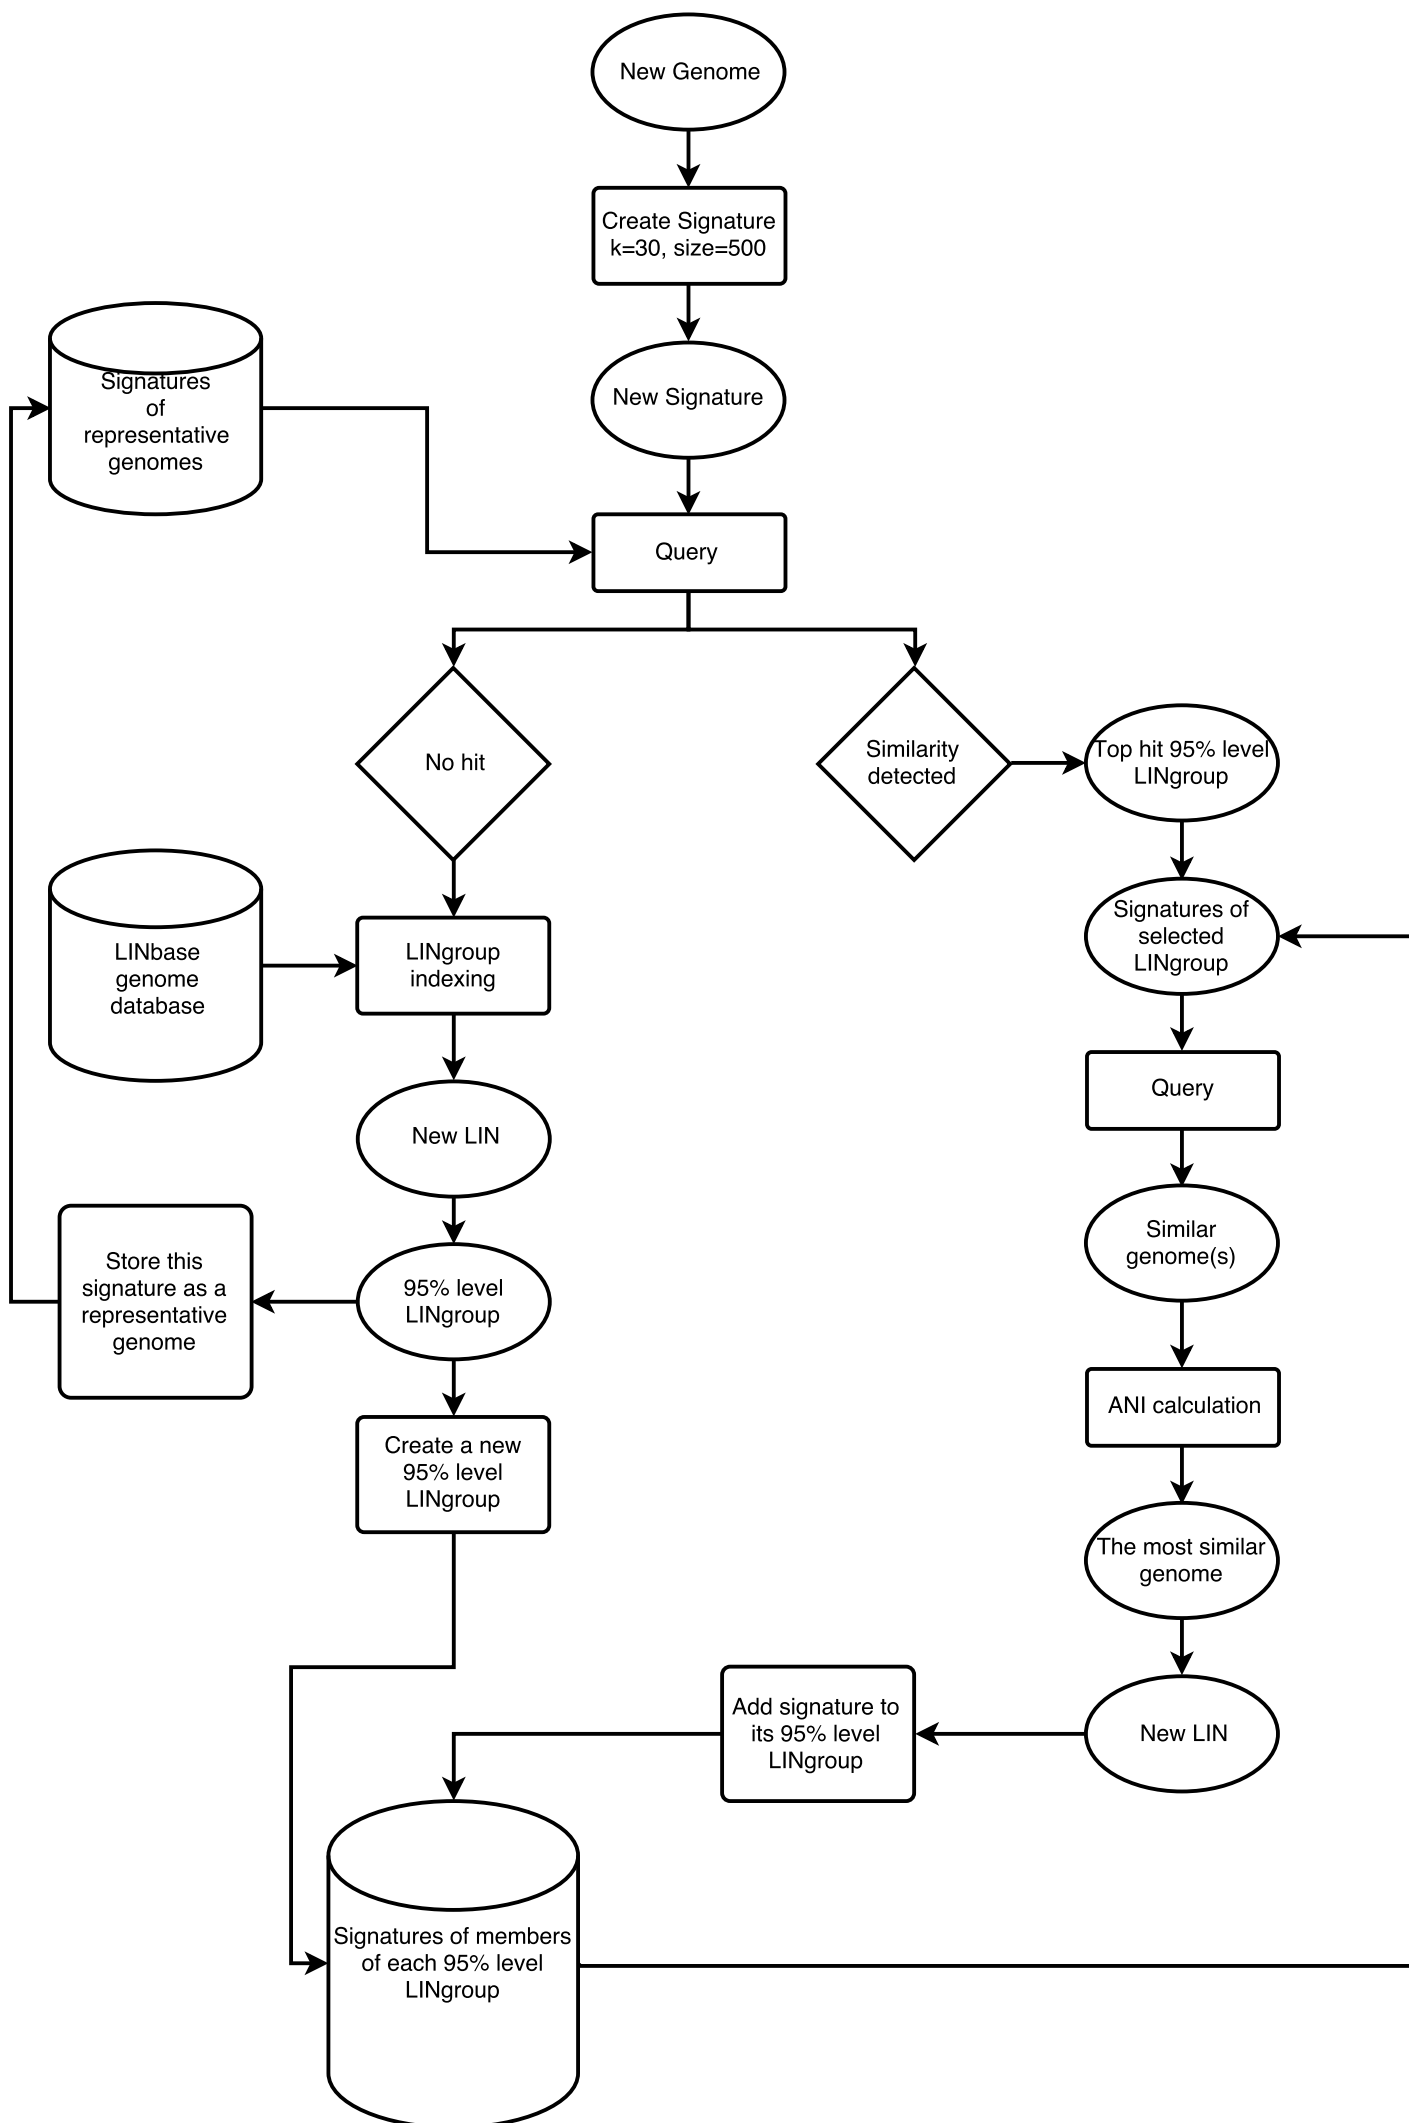 New Genome
Create Signature
k=30, size=500
Signatures
of
representative
genomes
New Signature
Query
No hit
Similarity
detected
Top hit 95% level
LINgroup
Signatures of
selected
LINgroup
LINbase
genome
database
LINgroup
indexing
Query
New LIN
Similar
genome(s)
Store this
signature as a
representative
genome
95% level
LINgroup
ANI calculation
Create a new
95% level
LINgroup
The most similar
genome
Add signature to
its 95% level
LINgroup
New LIN
Signatures of members
of each 95% level
LINgroup